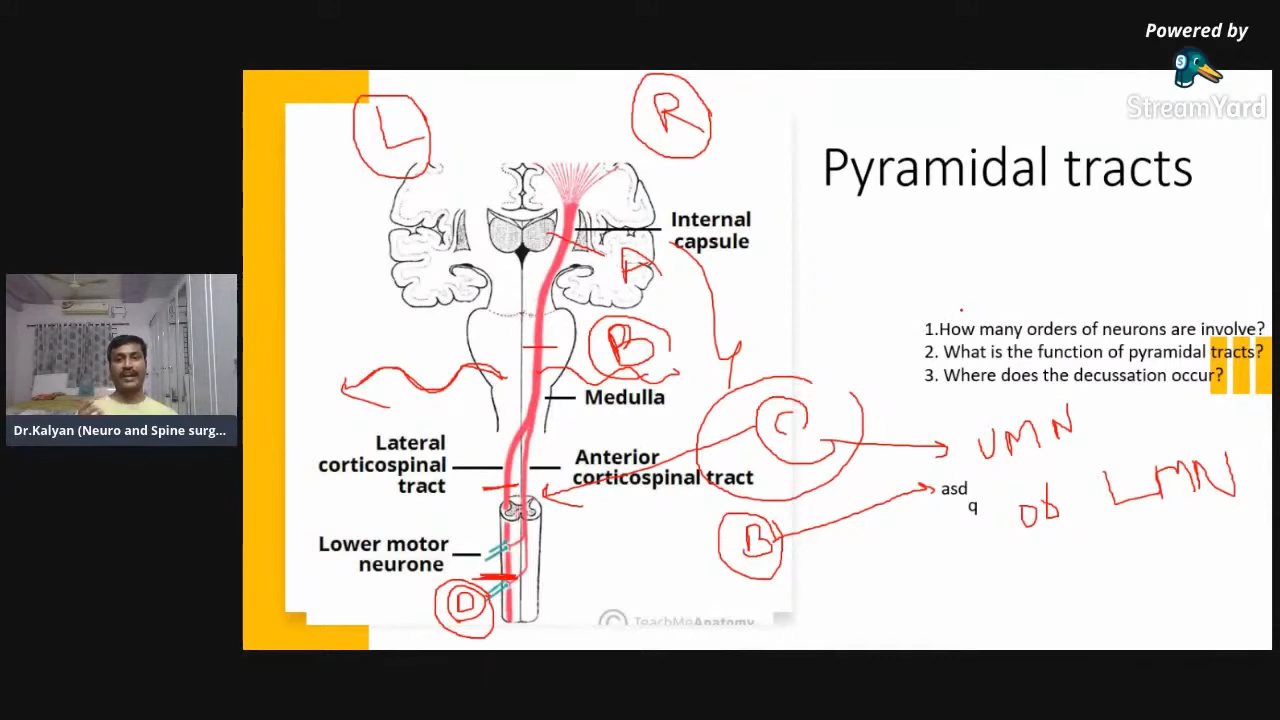 Powered by
StreamYard
L
R
Pyramidal tracts
Internal
capsule
A
B
Medulla
1.How many orders of neurons are involve?
2. What is the function of pyramidal tracts?
3. Where does the decussation occur?
Dr.Kalyan (Neuro and Spine surg...
C
UMN
Lateral
corticospinal
tract
Anterior
corticospinal tract
LMN
asd
q
Lower motor
neurone
B
D
© TeachMeAnatomy